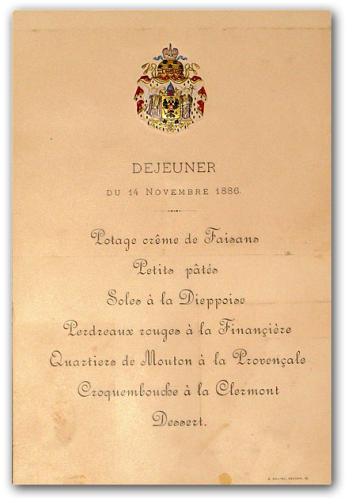 DEJEUNER
DU 14 NOVEMBRE 1886.
Potage crême de Faisans
Petits pâtés
Soles à la Dieppoise
Perdreaux rouges à la Financière
Quartiers de Mouton à la Provençale
Croquembouche à la Clermont
Dessert.